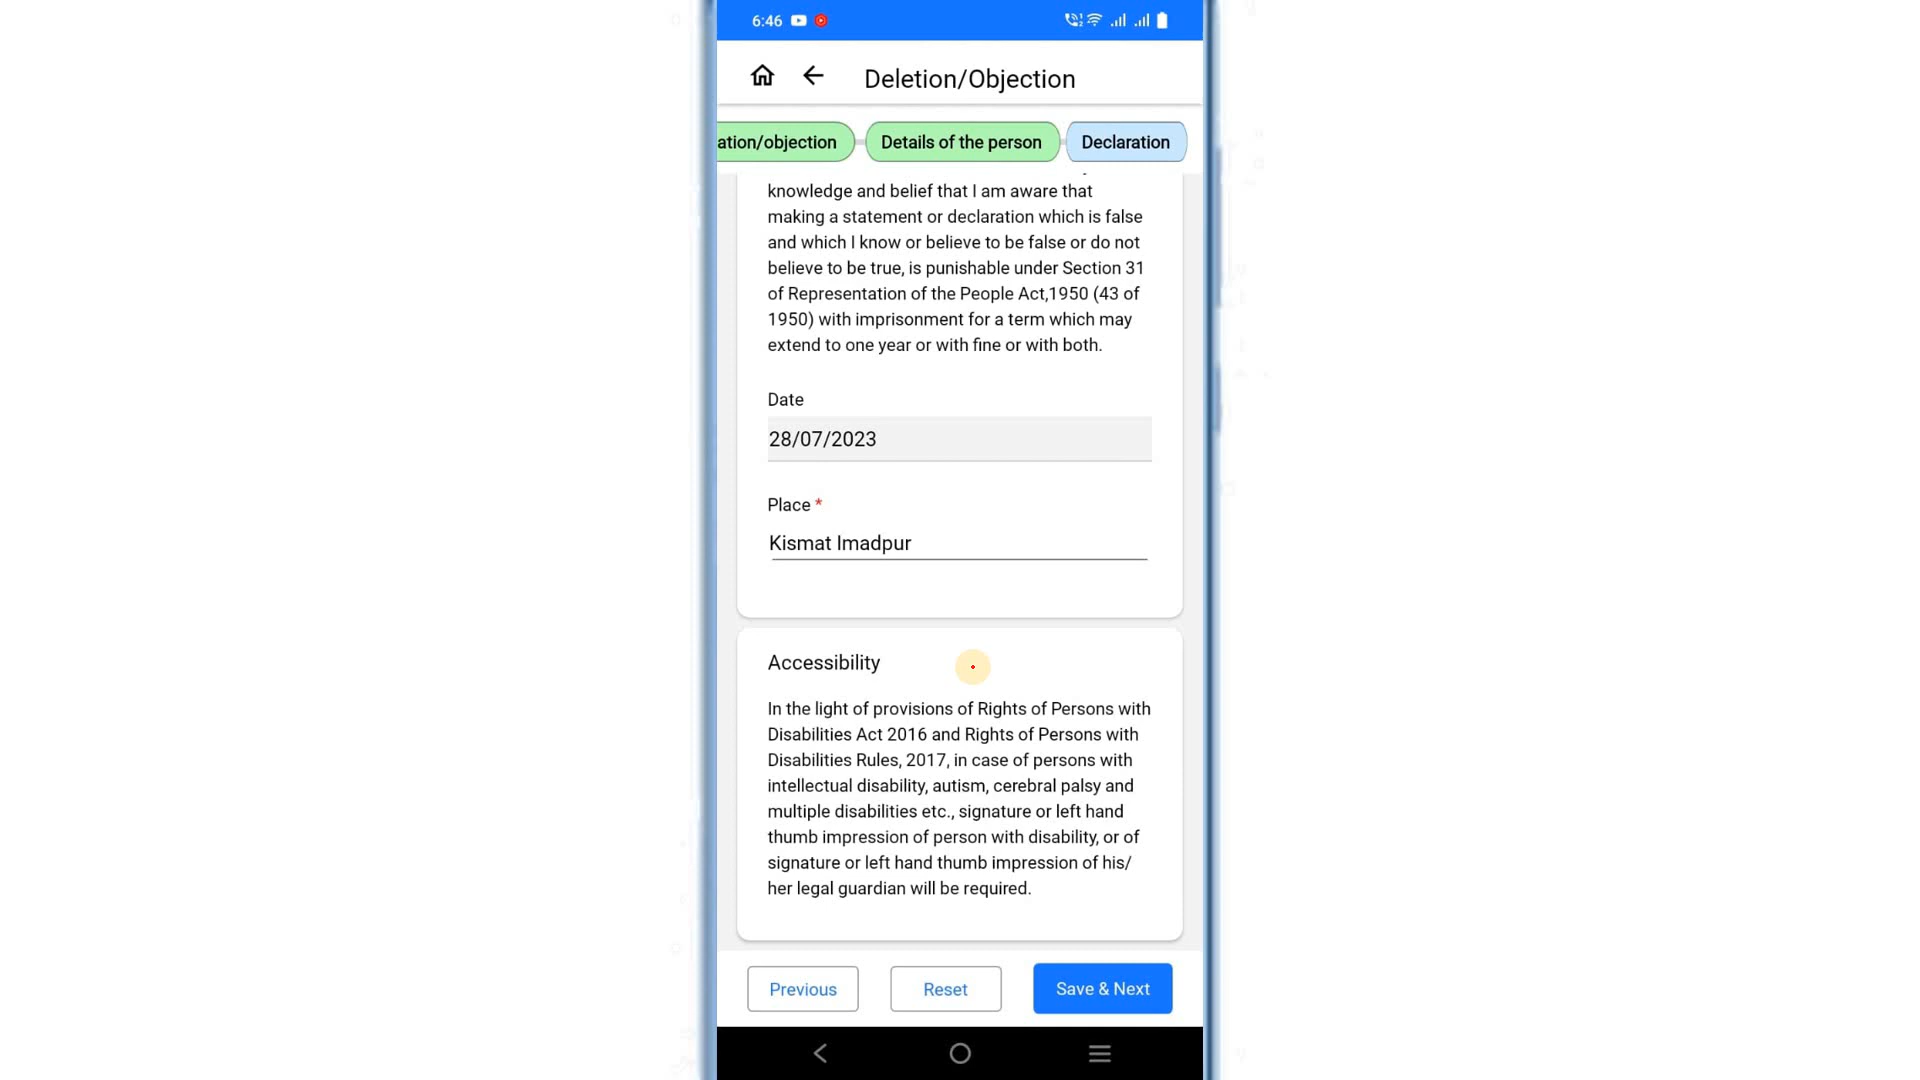 6:46
Deletion/Objection
ation/objection
Details of the person
Declaration
knowledge and belief that I am aware that
making a statement or declaration which is false
and which I know or believe to be false or do not
believe to be true, is punishable under Section 31
of Representation of the People Act,1950 (43 of
1950) with imprisonment for a term which may
extend to one year or with fine or with both.
Date
28/07/2023
Place *
Kismat Imadpur
Accessibility
In the light of provisions of Rights of Persons with
Disabilities Act 2016 and Rights of Persons with
Disabilities Rules, 2017, in case of persons with
intellectual disability, autism, cerebral palsy and
multiple disabilities etc., signature or left hand
thumb impression of person with disability, or of
signature or left hand thumb impression of his/
her legal guardian will be required.
Previous
Reset
Save & Next